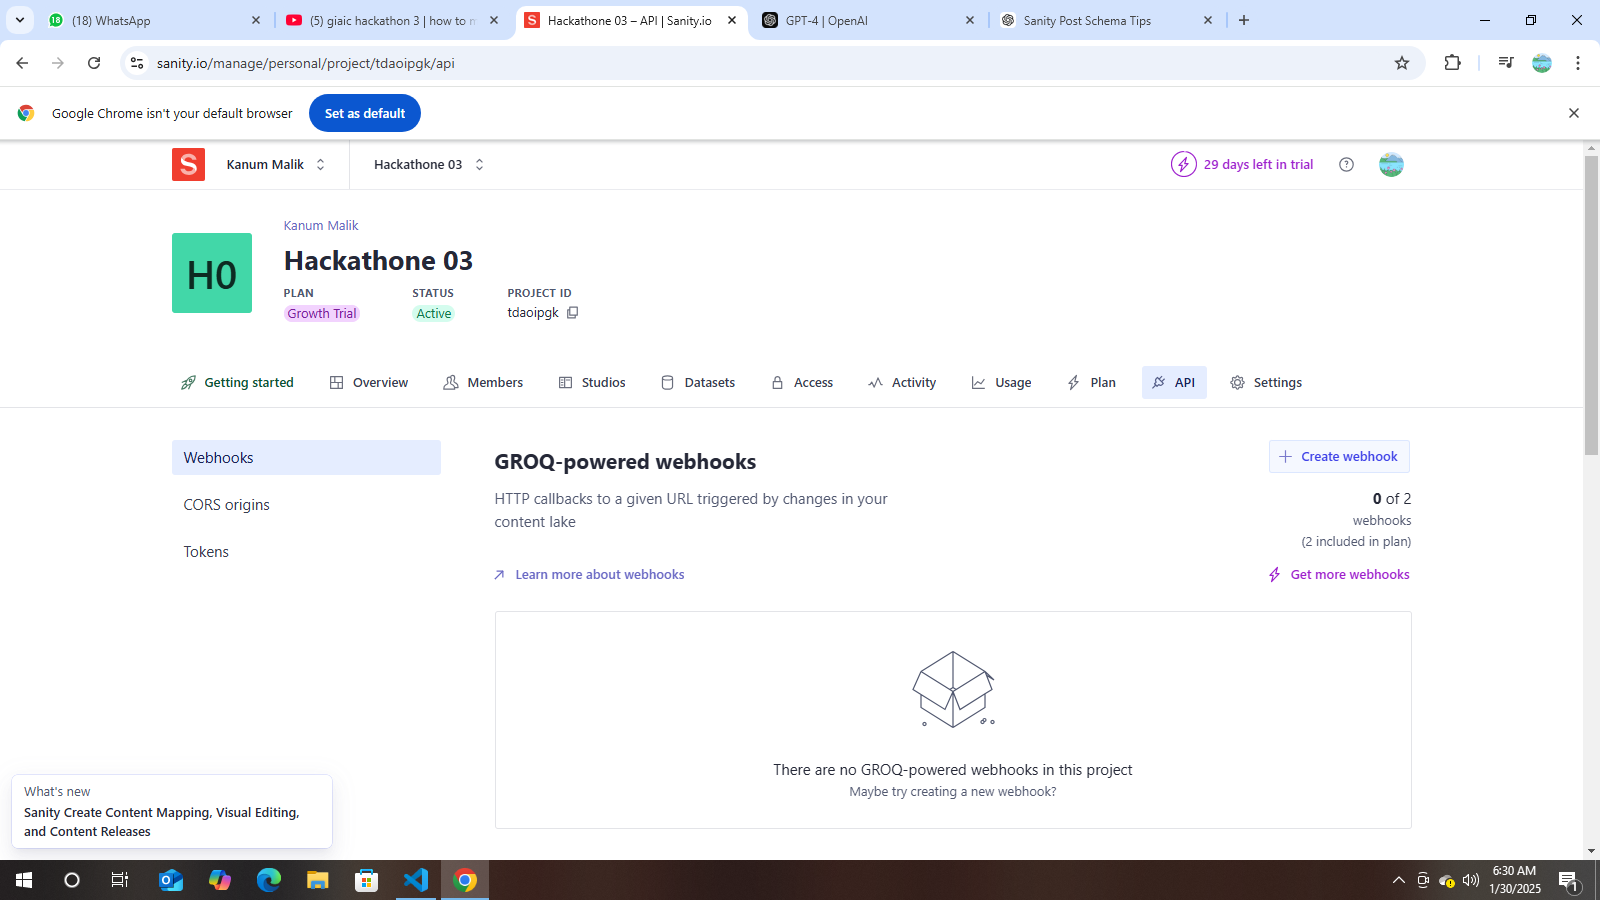 (18) WhatsApp
(5) giaic hackathon 3 | how to m
Hackathone 03 – API | Sanity.io
GPT-4 | OpenAI
Sanity Post Schema Tips
sanity.io/manage/personal/project/tdaoipgk/api
Google Chrome isn't your default browser
Set as default
S
Kanum Malik
Hackathone 03
29 days left in trial
H0
Kanum Malik
Hackathone 03
PLAN
STATUS
PROJECT ID
Growth Trial
Active
tdaoipgk
Getting started
Overview
Members
Studios
Datasets
Access
Activity
Usage
Plan
API
Settings
Webhooks
CORS origins
Tokens
GROQ-powered webhooks
Create webhook
HTTP callbacks to a given URL triggered by changes in your
content lake
0 of 2
webhooks
(2 included in plan)
Learn more about webhooks
Get more webhooks
There are no GROQ-powered webhooks in this project
Maybe try creating a new webhook?
What's new
Sanity Create Content Mapping, Visual Editing,
and Content Releases
6:30 AM
1/30/2025
1